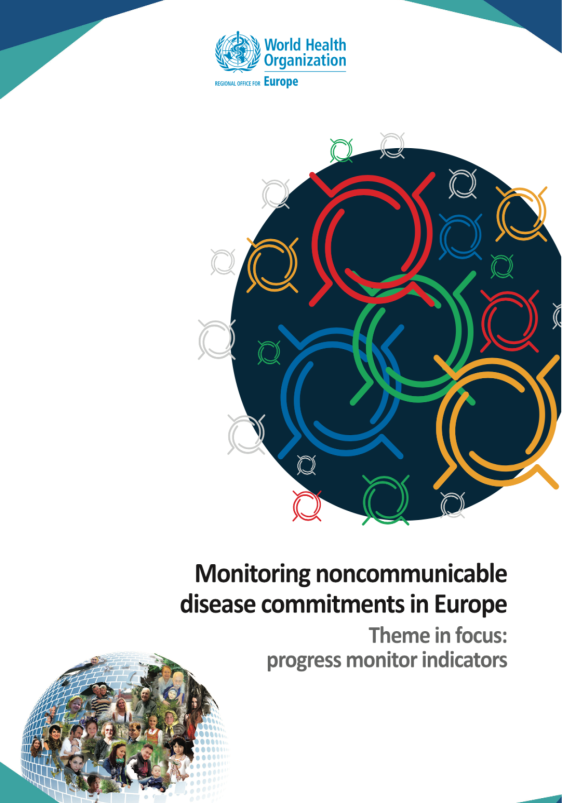 World Health
Organization
REGIONAL OFFICE FOR Europe
Monitoring noncommunicable
disease commitments in Europe
Theme in focus:
progress monitor indicators